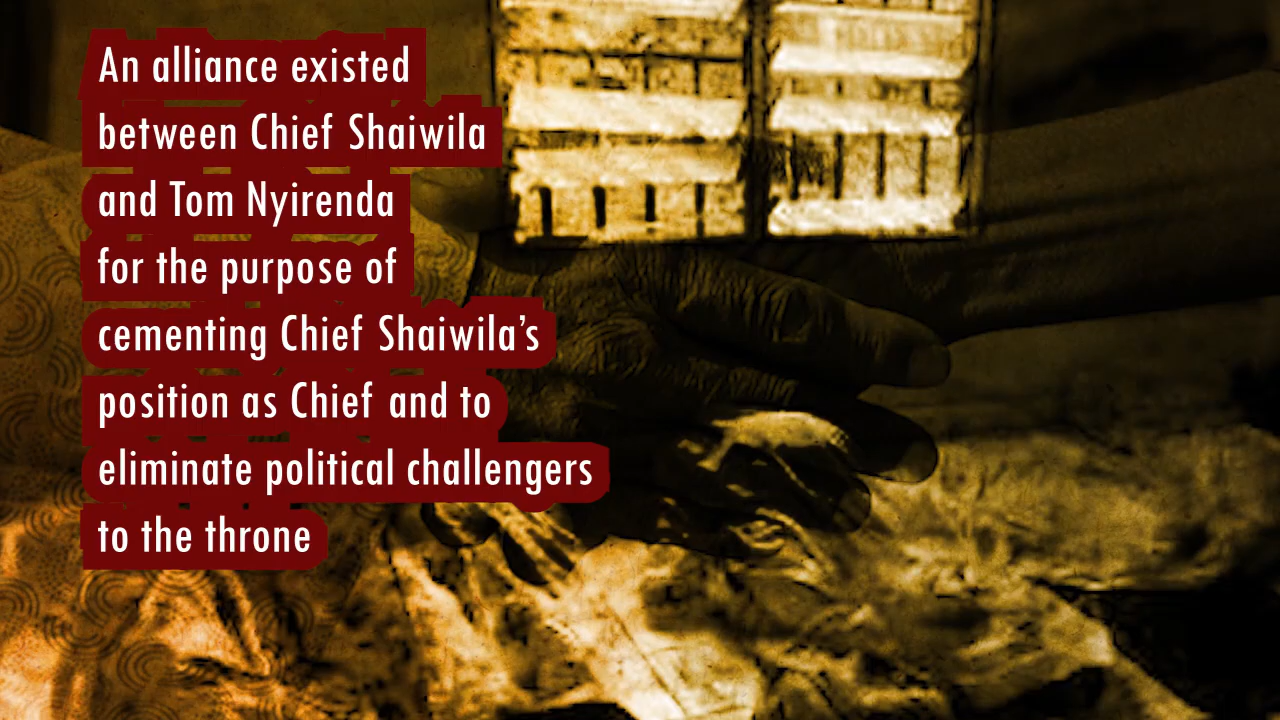 An alliance existed
between Chief Shaiwila
and Tom Nyirenda
for the purpose of
cementing Chief Shaiwila’s
position as Chief and to
eliminate political challengers
to the throne